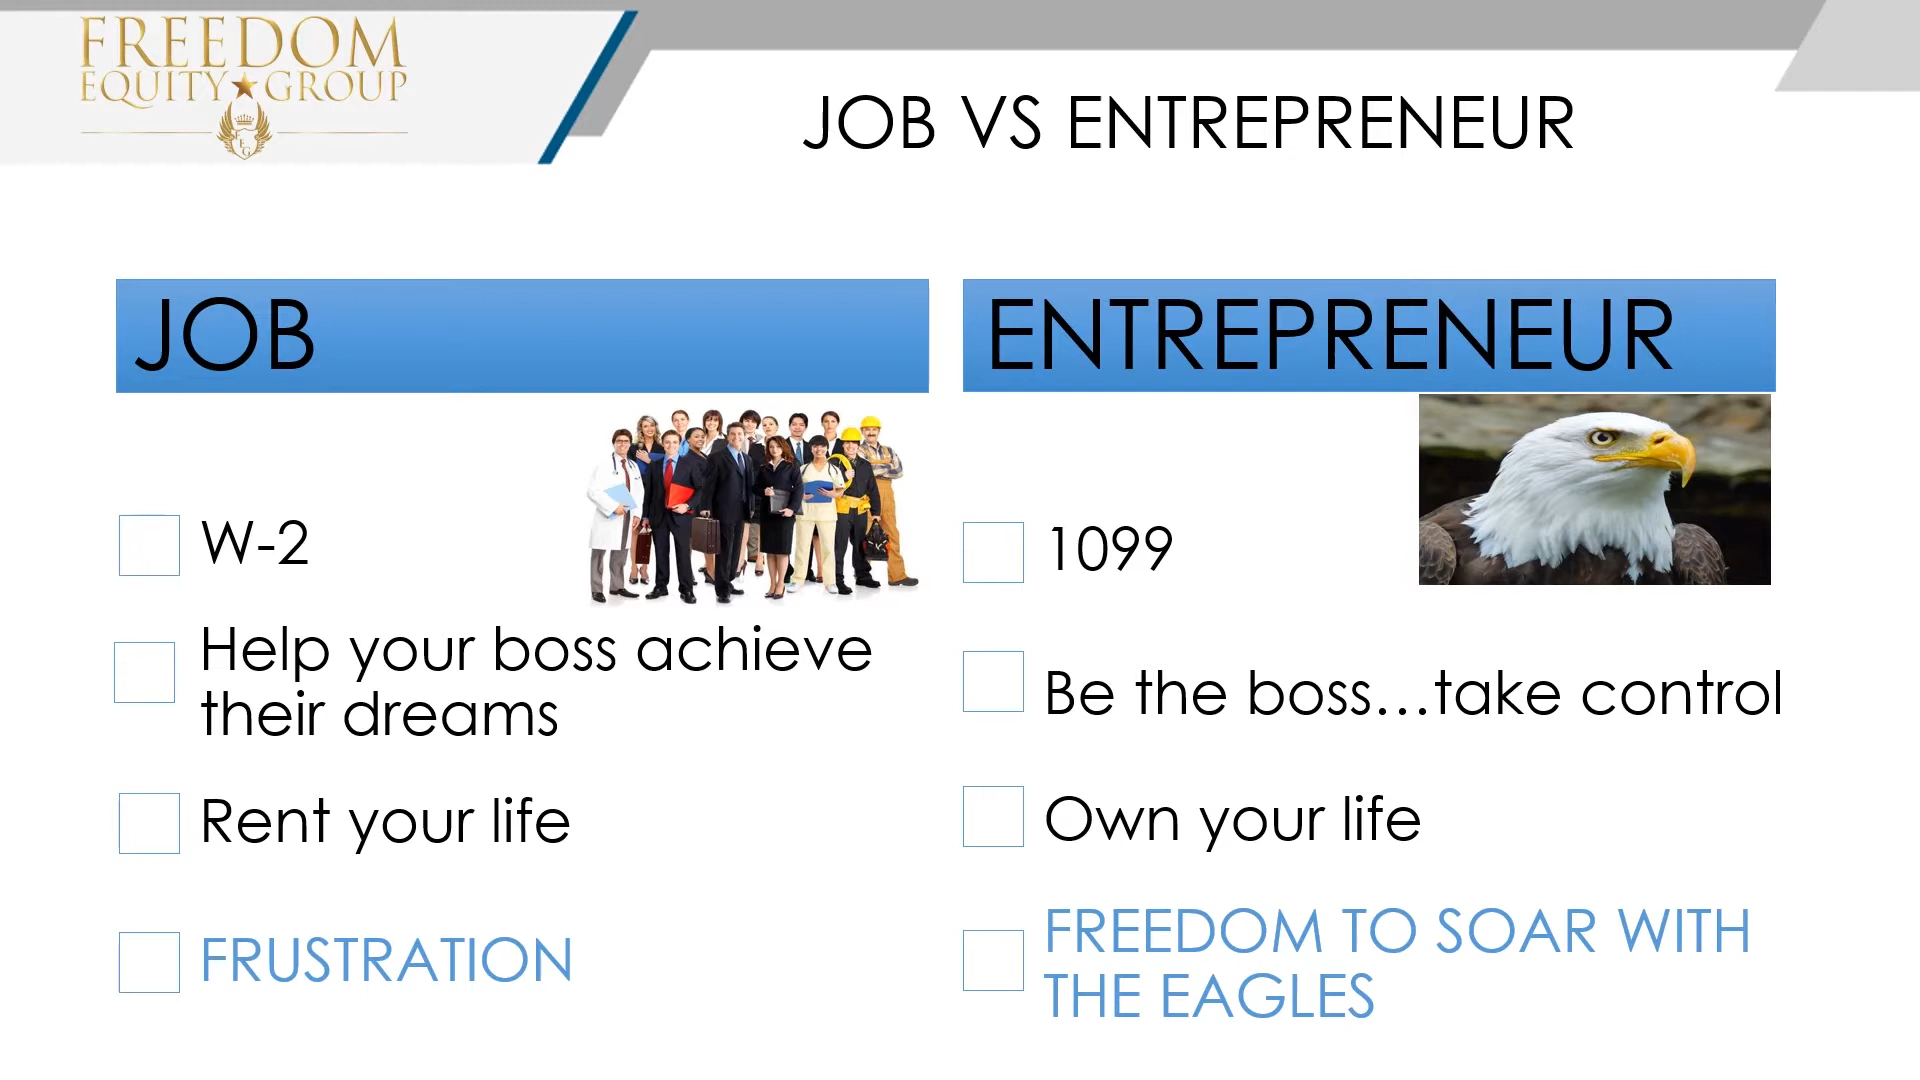 FREEDOM
EQUITY GROUP
F
E
G
JOB VS ENTREPRENEUR
JOB
W-2
Help your boss achieve
their dreams
Rent your life
FRUSTRATION
ENTREPRENEUR
1099
Be the boss…take control
Own your life
FREEDOM TO SOAR WITH
THE EAGLES